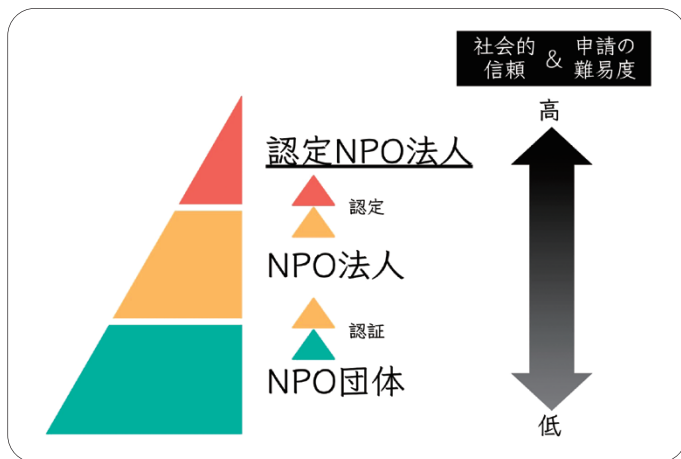 社会的
信頼
&
申請の
難易度
高
認定NPO法人
認定
NPO法人
認証
NPO団体
低